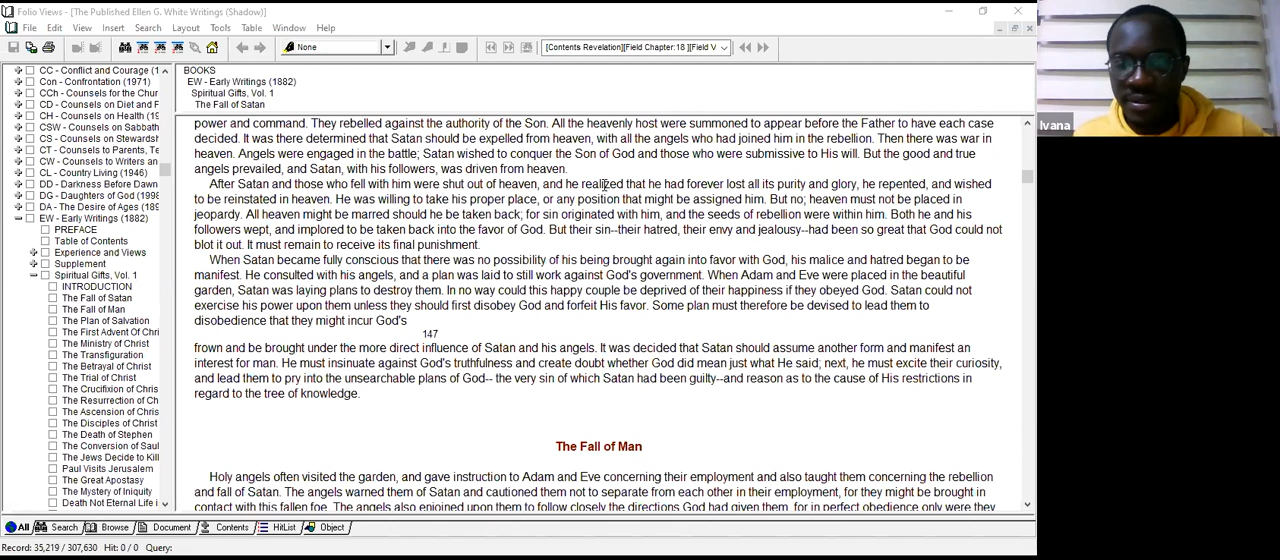 Folio Views - [The Published Ellen G. White Writings (Shadow)]
File Edit View Insert Search Layout Tools Table Window Help
None
[Contents Revelation][Field Chapter:18 ][Field V
CC - Conflict and Courage (1
Con - Confrontation (1971)
CCh - Counsels for the Chur
CD - Counsels on Diet and F
CH - Counsels on Health (19
CSW - Counsels on Sabbath
CS - Counsels on Stewardsh
CT - Counsels to Parents, Te
CW - Counsels to Writers an
CL - Country Living (1946)
DD - Darkness Before Dawn
DG - Daughters of God (1998
DA - Desire of Ages (1898)
EW - Early Writings (1882)
PREFACE
Table of Contents
Experience and Views
Supplement
Spiritual Gifts, Vol. 1
INTRODUCTION
The Fall of Satan
The Fall of Man
The Plan of Salvation
The First Advent Of Chri
The Ministry of Christ
The Transfiguration
The Betrayal of Christ
The Trial of Christ
The Crucifixion of Christ
The Resurrection of Chr
The Ascension of Christ
The Disciples of Christ
The Death of Stephen
The Conversion of Saul
The Jews Decide to Kill
Paul Visits Jerusalem
The Great Apostasy
The Mystery of Iniquity
Death Not Eternal Life i
BOOKS
EW - Early Writings (1882)
Spiritual Gifts, Vol. 1
The Fall of Satan
power and command. They rebelled against the authority of the Son. All the heavenly host were summoned to appear before the Father to have each case
decided. It was there determined that Satan should be expelled from heaven, with all the angels who had joined him in the rebellion. Then there was war in
heaven. Angels were engaged in the battle; Satan wished to conquer the Son of God and those who were submissive to His will. But the good and true
angels prevailed, and Satan, with his followers, was driven from heaven.
After Satan and those who fell with him were shut out of heaven, and he realized that he had forever lost all its purity and glory, he repented, and wished
to be reinstated in heaven. He was willing to take his proper place, or any position that might be assigned him. But no; heaven must not be placed in
jeopardy. All heaven might be marred should he be taken back; for sin originated with him, and the seeds of rebellion were within him. Both he and his
followers wept, and implored to be taken back into the favor of God. But their sin--their hatred, their envy and jealousy--had been so great that God could not
blot it out. It must remain to receive its final punishment.
When Satan became fully conscious that there was no possibility of his being brought again into favor with God, his malice and hatred began to be
manifest. He consulted with his angels, and a plan was laid to still work against God's government. When Adam and Eve were placed in the beautiful
garden, Satan was laying plans to destroy them. In no way could this happy couple be deprived of their happiness if they obeyed God. Satan could not
exercise his power upon them unless they should first disobey God and forfeit His favor. Some plan must therefore be devised to lead them to
disobedience that they might incur God's
147
frown and be brought under the more direct influence of Satan and his angels. It was decided that Satan should assume another form and manifest an
interest for man. He must insinuate against God's truthfulness and create doubt whether God did mean just what He said; next, he must excite their curiosity,
and lead them to pry into the unsearchable plans of God-- the very sin of which Satan had been guilty--and reason as to the cause of His restrictions in
regard to the tree of knowledge.
The Fall of Man
Holy angels often visited the garden, and gave instruction to Adam and Eve concerning their employment and also taught them concerning the rebellion
and fall of Satan. The angels warned them of Satan and cautioned them not to separate from each other in their employment, for they might be brought in
contact with this fallen foe. The angels also enjoined upon them to follow closely the directions God had given them, for in perfect obedience only were they
All Search Browse Document Contents HitList Object
Record: 35,219 / 307,630 Hit: 0 / 0 Query:
Ivana